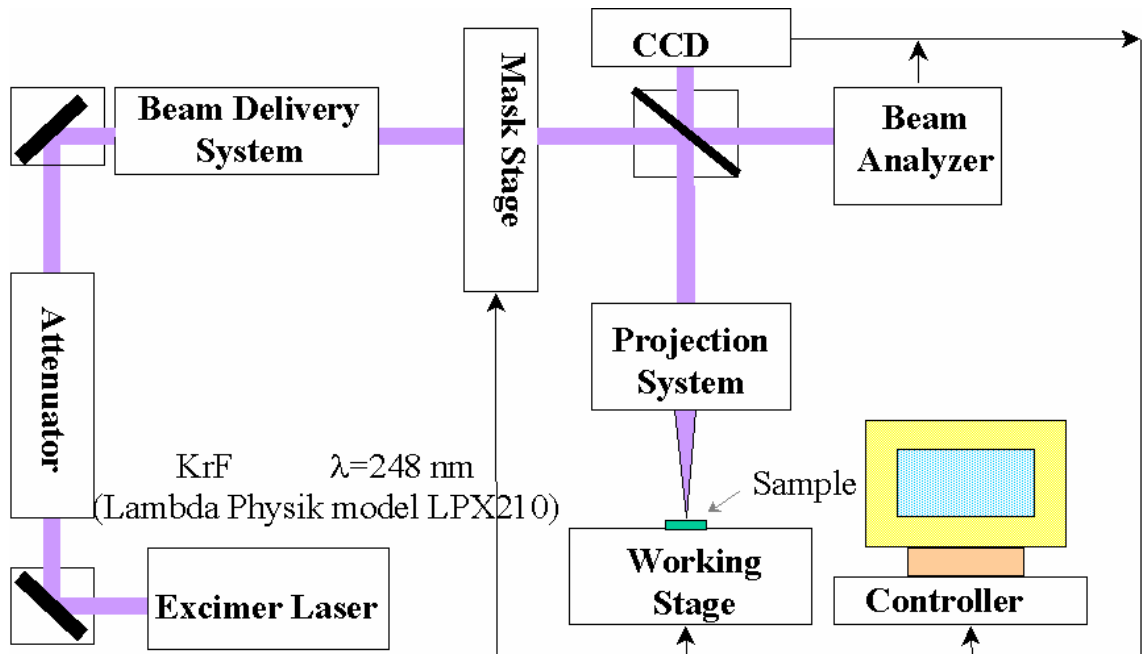 CCD
Mask Stage
Beam Delivery
System
Beam
Analyzer
Attenuator
Projection
System
KrF λ=248 nm
(Lambda Physik model LPX210)
Sample
Excimer Laser
Working
Stage
Controller